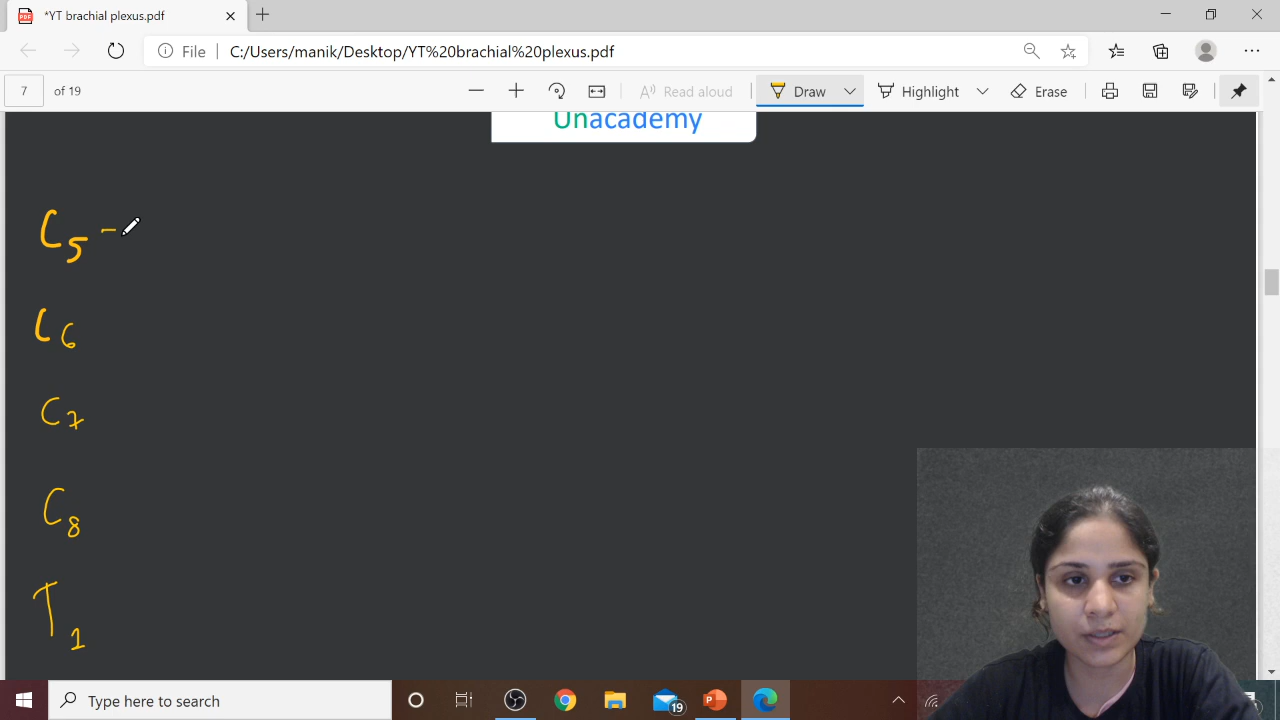 *YT brachial plexus.pdf
File C:/Users/manik/Desktop/YT%20brachial%20plexus.pdf
7 of 19 Read aloud Draw Highlight Erase
Unacademy
C5 -
C6
C7
C8
T1
Type here to search 19